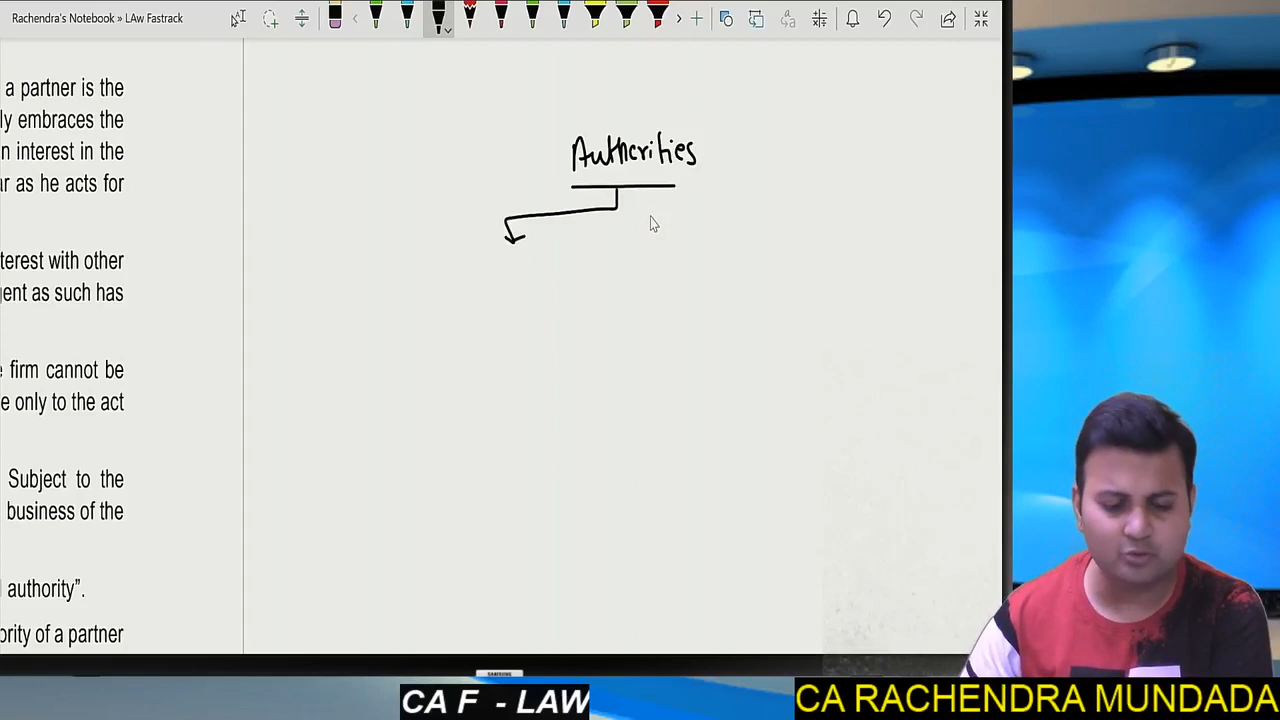 Rachendra's Notebook » LAW Fastrack
a partner is the
ly embraces the
n interest in the
ar as he acts for
terest with other
gent as such has
e firm cannot be
e only to the act
Subject to the
business of the
authority”.
ority of a partner
Authorities
SAMSUNG
CA F - LAW
CA RACHENDRA MUNDADA